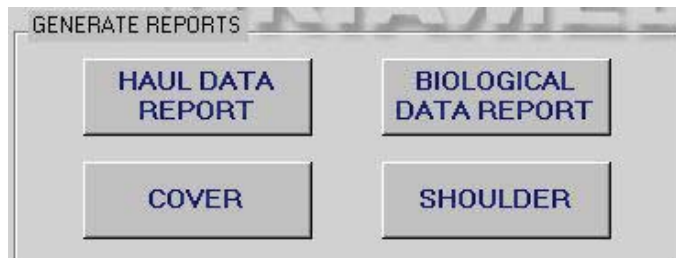 GENERATE REPORTS
HAUL DATA
REPORT
BIOLOGICAL
DATA REPORT
COVER
SHOULDER